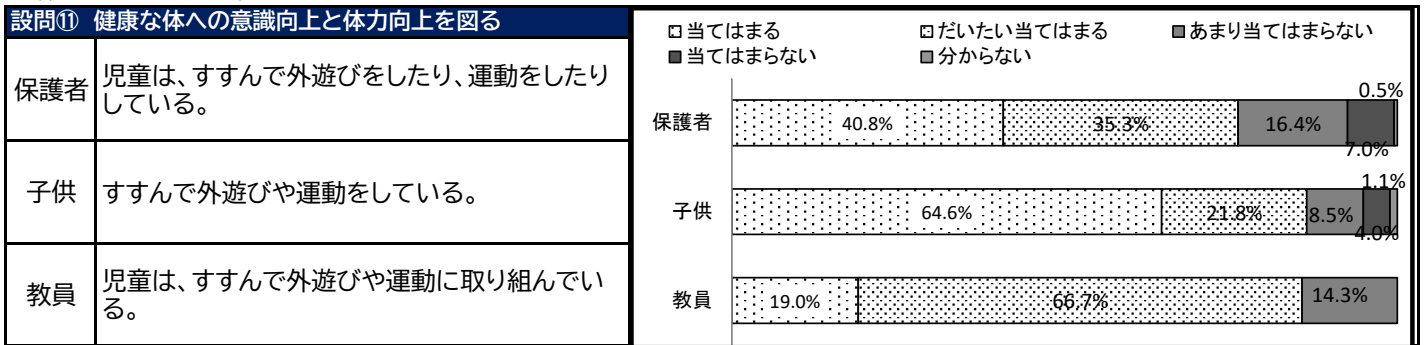 設問⑪ 健康な体への意識向上と体力向上を図る
保護者
児童は、すすんで外遊びをしたり、運動をしたり
している。
子供
すすんで外遊びや運動をしている。
教員
児童は、すすんで外遊びや運動に取り組んでい
る。
当てはまる だいたい当てはまる あまり当てはまらない
当てはまらない 分からない
保護者 40.8% 35.3% 16.4% 7.0% 0.5%
子供 64.6% 21.8% 8.5% 4.0% 1.1%
教員 19.0% 66.7% 14.3%